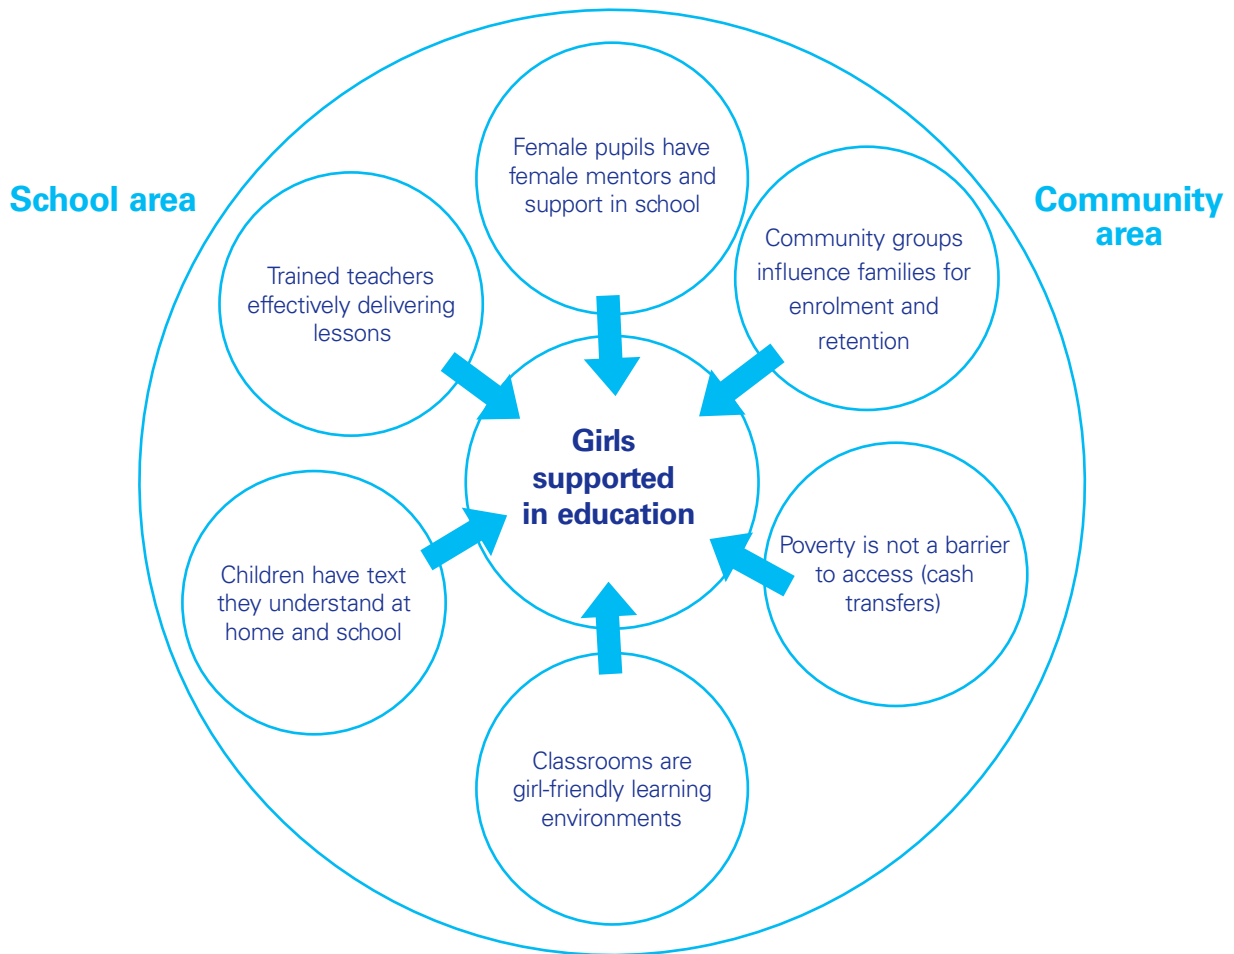 Female pupils have
female mentors and
support in school
School area
Community
area
Trained teachers
effectively delivering
lessons
Community groups
influence families for
enrolment and
retention
Girls
supported
in education
Children have text
they understand at
home and school
Poverty is not a barrier
to access (cash
transfers)
Classrooms are
girl-friendly learning
environments